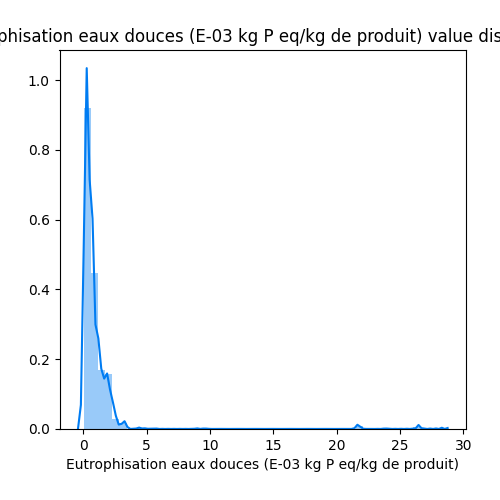 phisation eaux douces (E-03 kg P eq/kg de produit) value dis
1.0
0.8
0.6
0.4
0.2
0.0
0 5 10 15 20 25 30
Eutrophisation eaux douces (E-03 kg P eq/kg de produit)